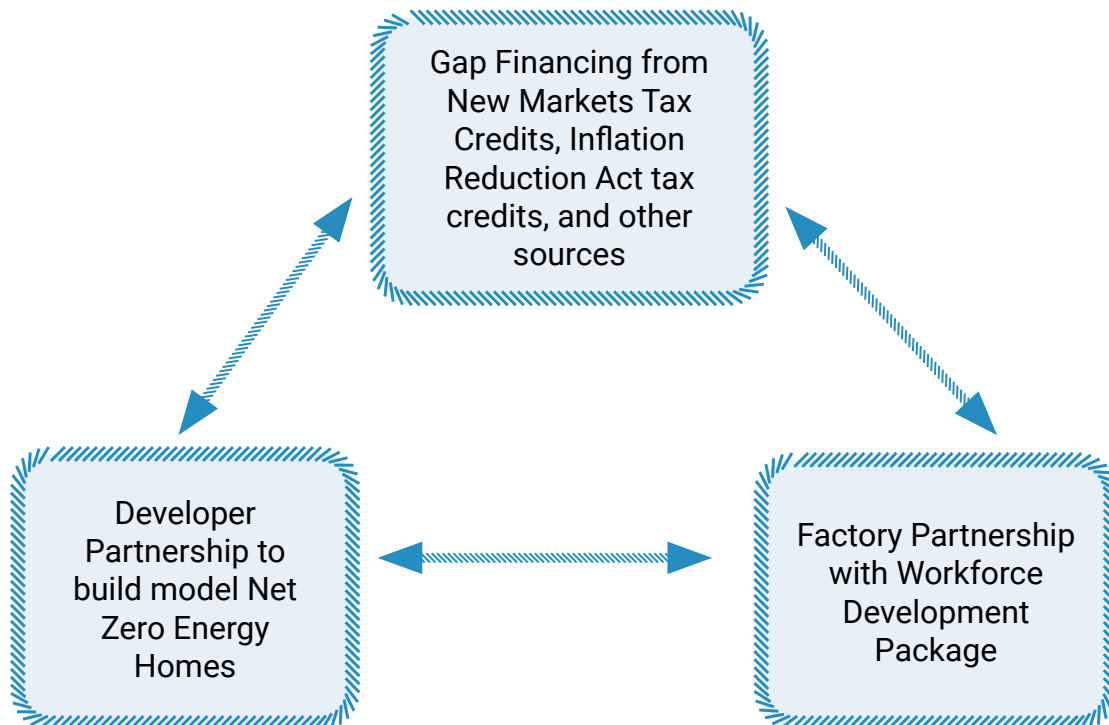 Gap Financing from
New Markets Tax
Credits, Inflation
Reduction Act tax
credits, and other
sources
Developer
Partnership to
build model Net
Zero Energy
Homes
Factory Partnership
with Workforce
Development
Package